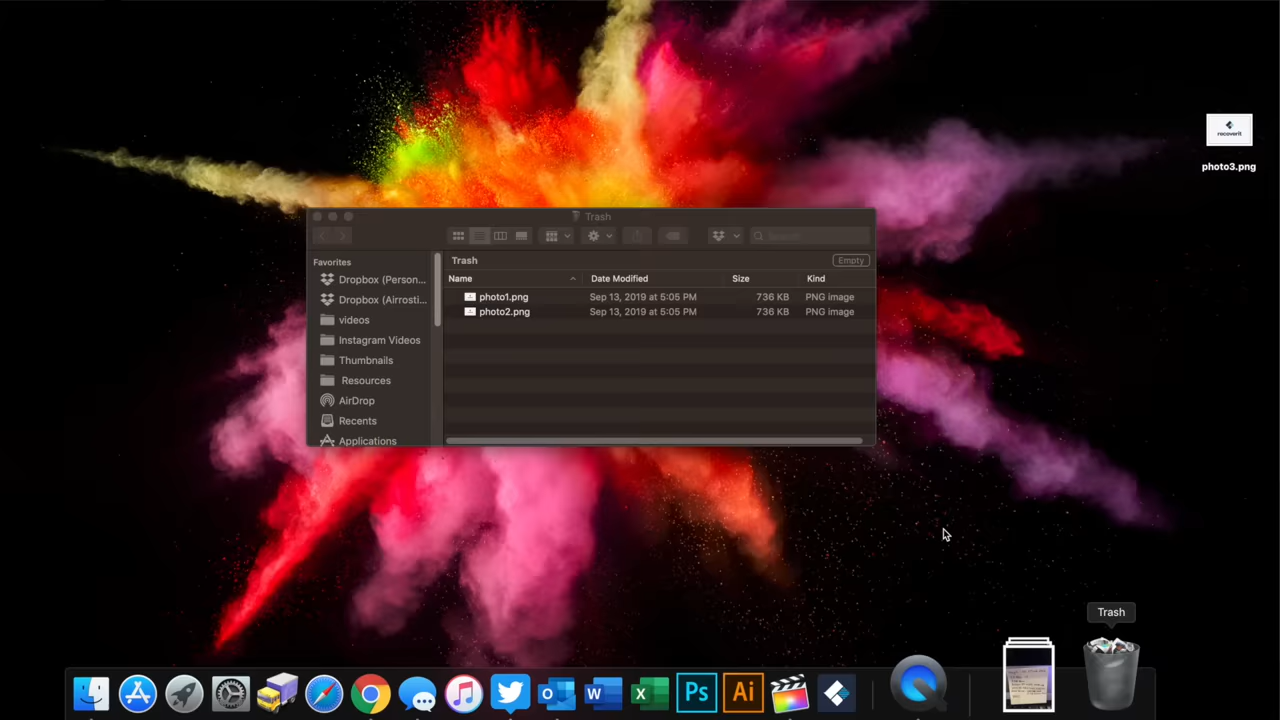 recoverit
photo3.png
Trash
Favorites
Dropbox (Person...
Dropbox (Airrosti...
videos
Instagram Videos
Thumbnails
Resources
AirDrop
Recents
Applications
Trash
Empty
Name Date Modified Size Kind
photo1.png Sep 13, 2019 at 5:05 PM 736 KB PNG image
photo2.png Sep 13, 2019 at 5:05 PM 736 KB PNG image
Search
Trash
Ps
Ai